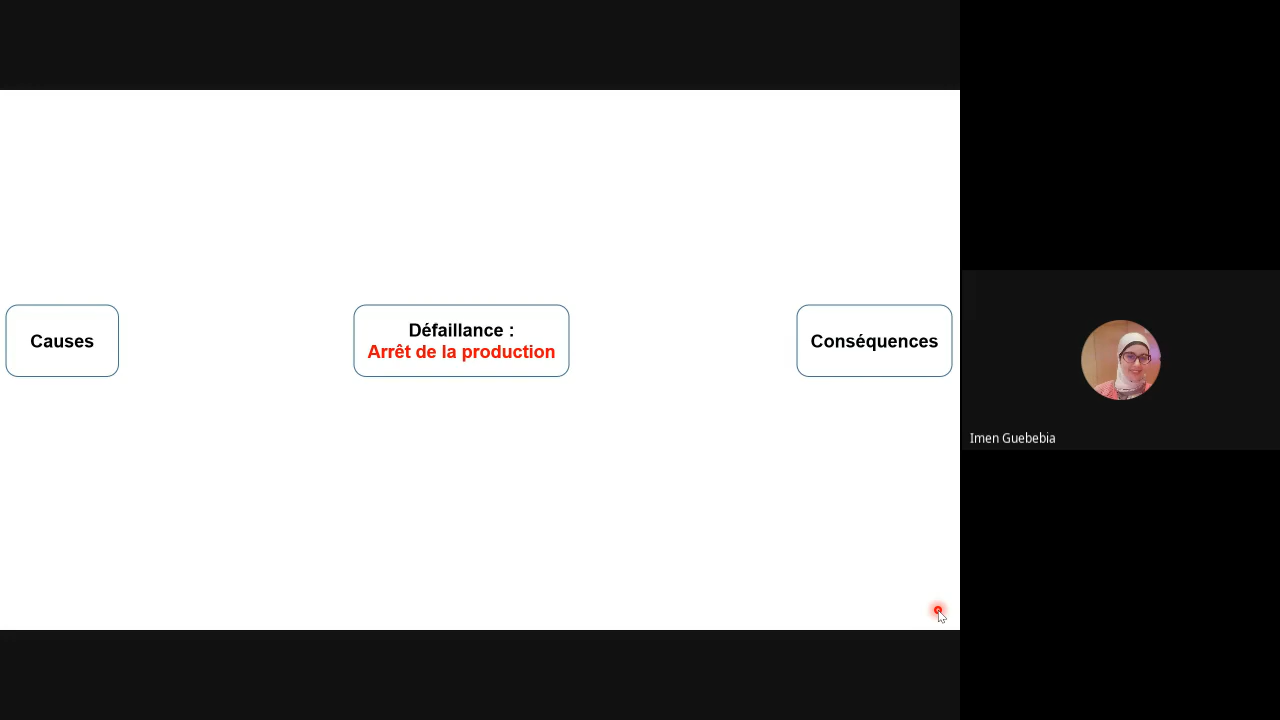 Causes
Défaillance :
Arrêt de la production
Conséquences
Imen Guebebia